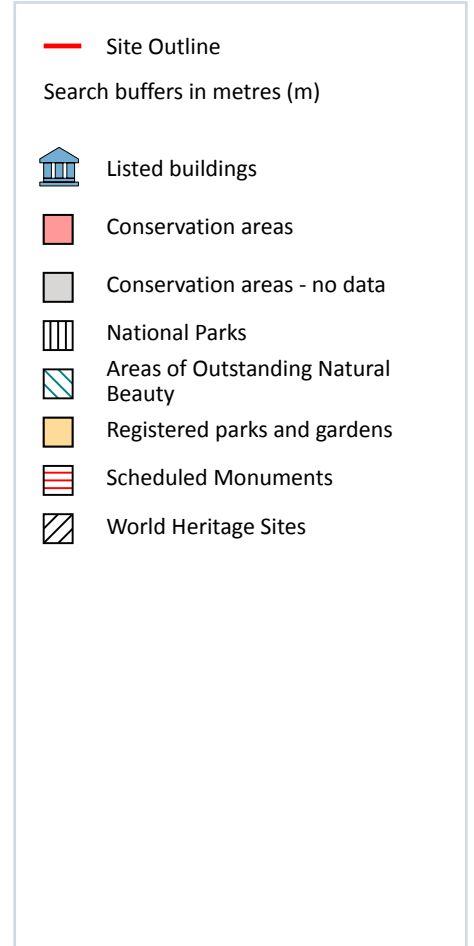 Site Outline
Search buffers in metres (m)
Listed buildings
Conservation areas
Conservation areas - no data
National Parks
Areas of Outstanding Natural
Beauty
Registered parks and gardens
Scheduled Monuments
World Heritage Sites